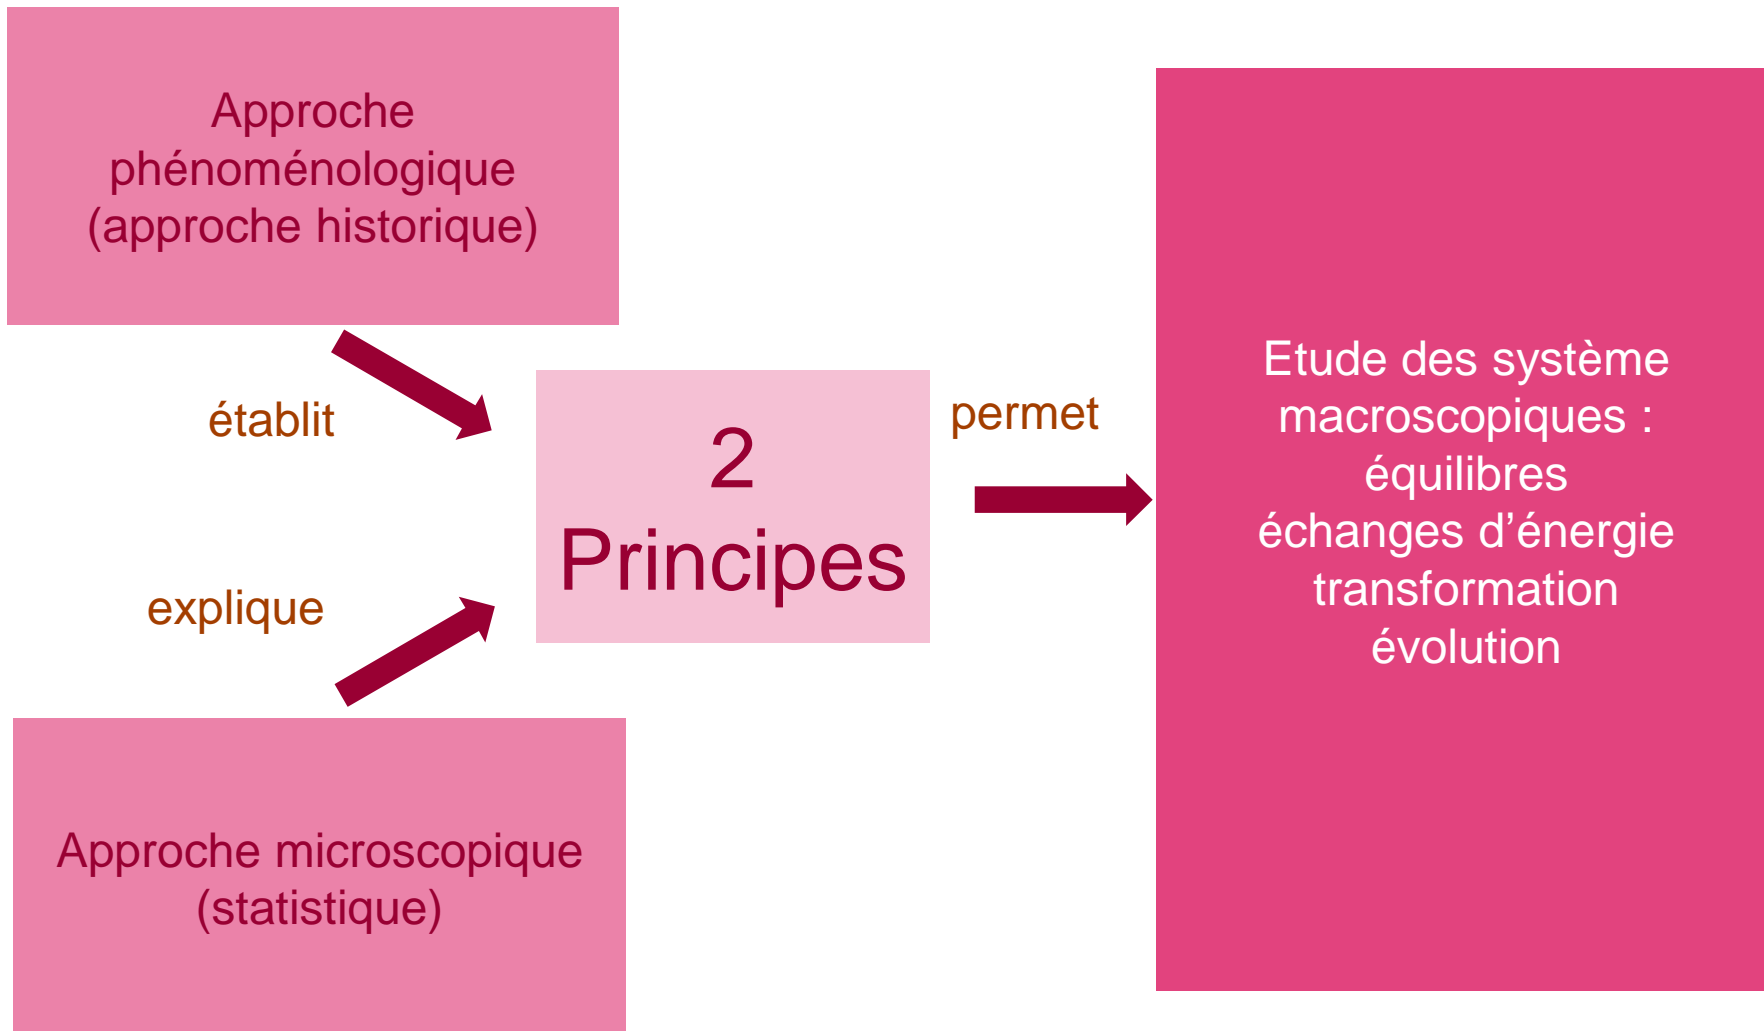 Approche
phénoménologique
(approche historique)
établit
2
Principes
permet
Etude des système
macroscopiques :
équilibres
échanges d’énergie
transformation
évolution
explique
Approche microscopique
(statistique)